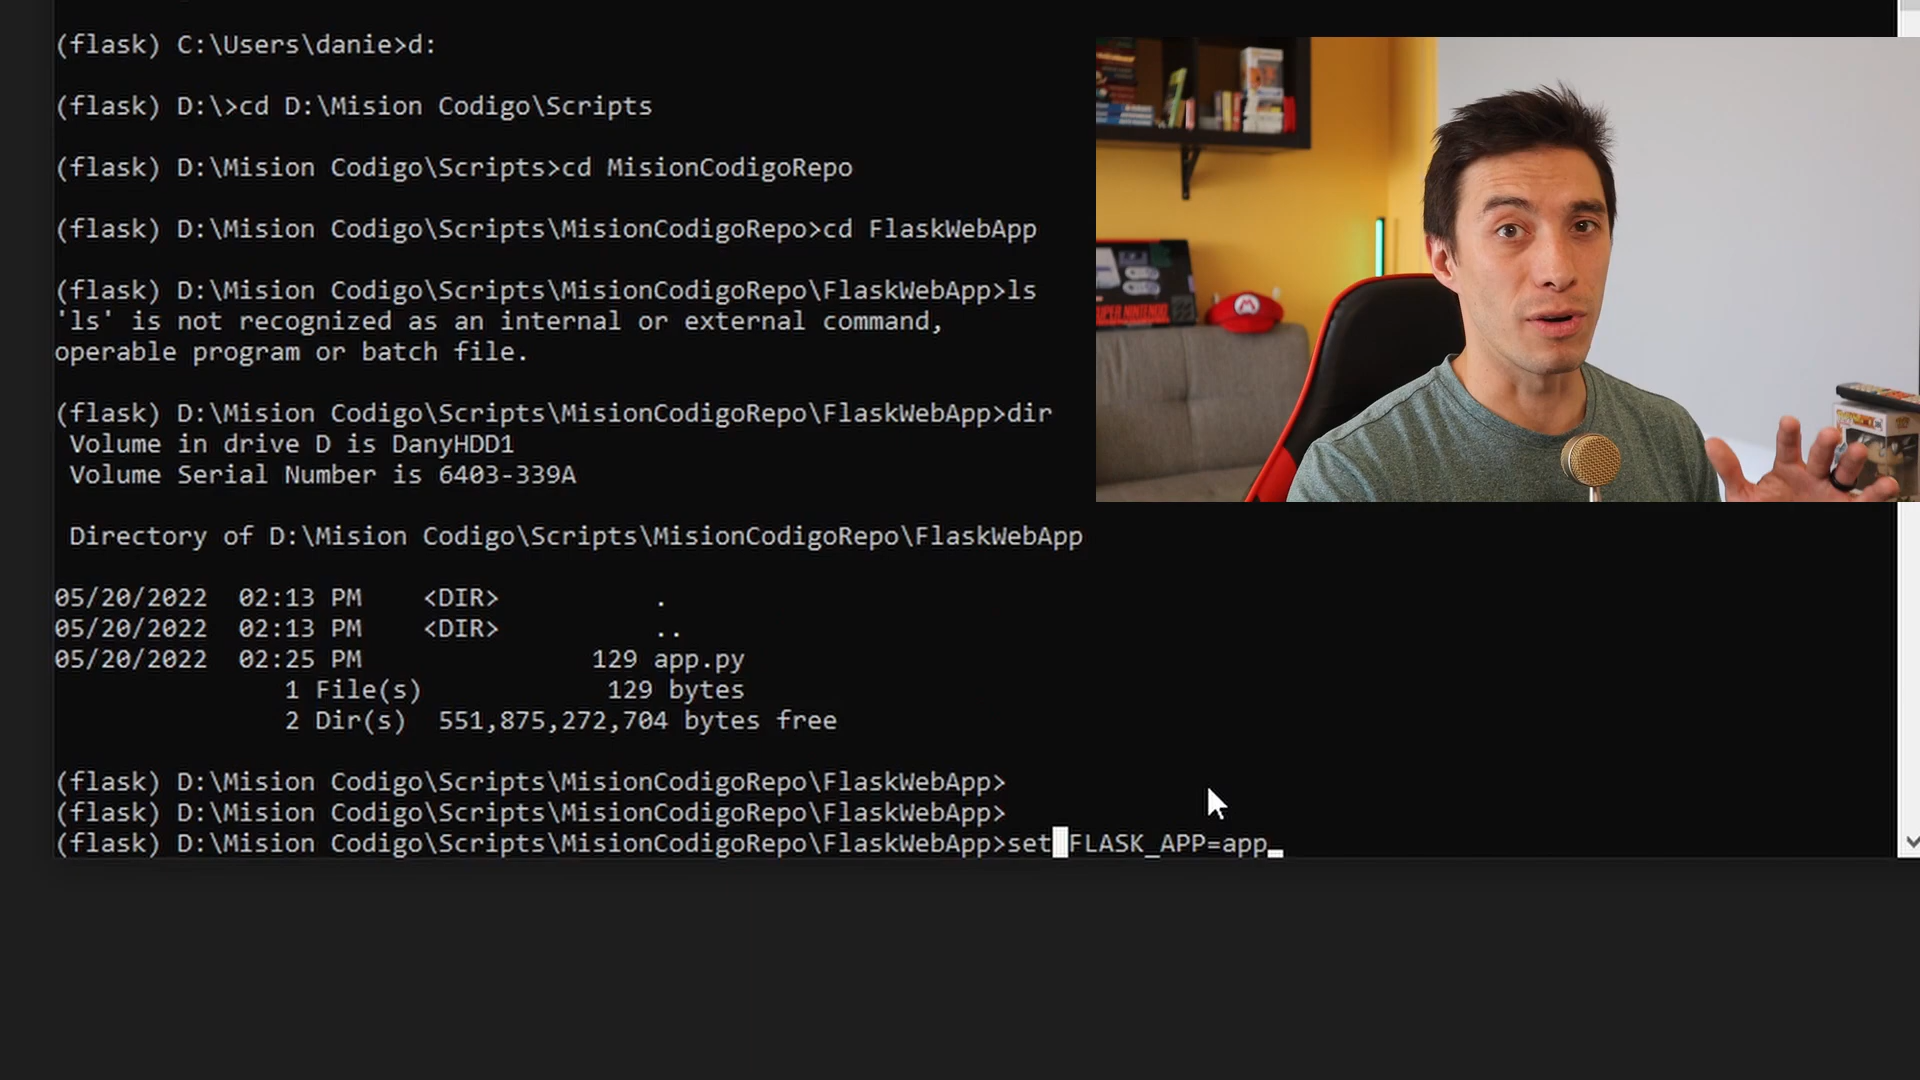 (flask) C:\Users\danie>d:
(flask) D:\>cd D:\Mision Codigo\Scripts
(flask) D:\Mision Codigo\Scripts>cd MisionCodigoRepo
(flask) D:\Mision Codigo\Scripts\MisionCodigoRepo>cd FlaskWebApp
(flask) D:\Mision Codigo\Scripts\MisionCodigoRepo\FlaskWebApp>ls
'ls' is not recognized as an internal or external command,
operable program or batch file.
(flask) D:\Mision Codigo\Scripts\MisionCodigoRepo\FlaskWebApp>dir
Volume in drive D is DanyHDD1
Volume Serial Number is 6403-339A
Directory of D:\Mision Codigo\Scripts\MisionCodigoRepo\FlaskWebApp
05/20/2022 02:13 PM <DIR> .
05/20/2022 02:13 PM <DIR> ..
05/20/2022 02:25 PM 129 app.py
1 File(s) 129 bytes
2 Dir(s) 551,875,272,704 bytes free
(flask) D:\Mision Codigo\Scripts\MisionCodigoRepo\FlaskWebApp>
(flask) D:\Mision Codigo\Scripts\MisionCodigoRepo\FlaskWebApp>
(flask) D:\Mision Codigo\Scripts\MisionCodigoRepo\FlaskWebApp>set FLASK_APP=app
SUPER NINTENDO